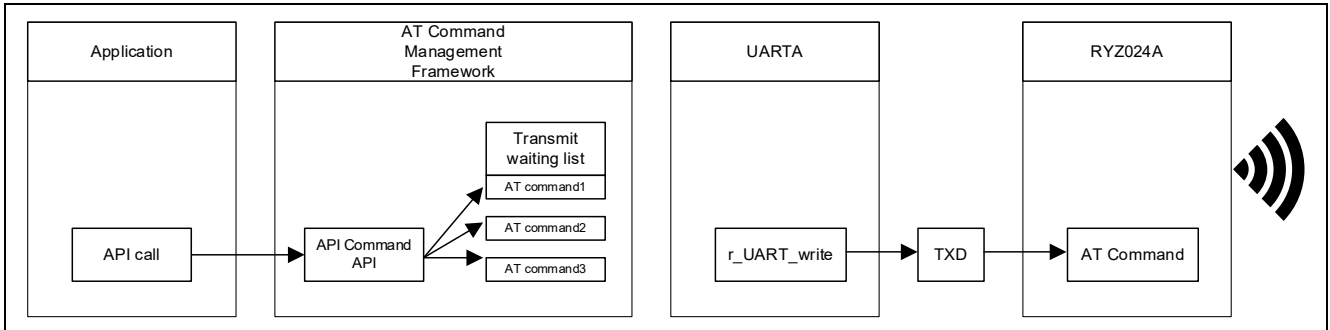 Application
AT Command
Management
Framework
UARTA
RYZ024A
Transmit
waiting list
AT command1
AT command2
AT command3
API call
API Command
API
r_UART_write
TXD
AT Command